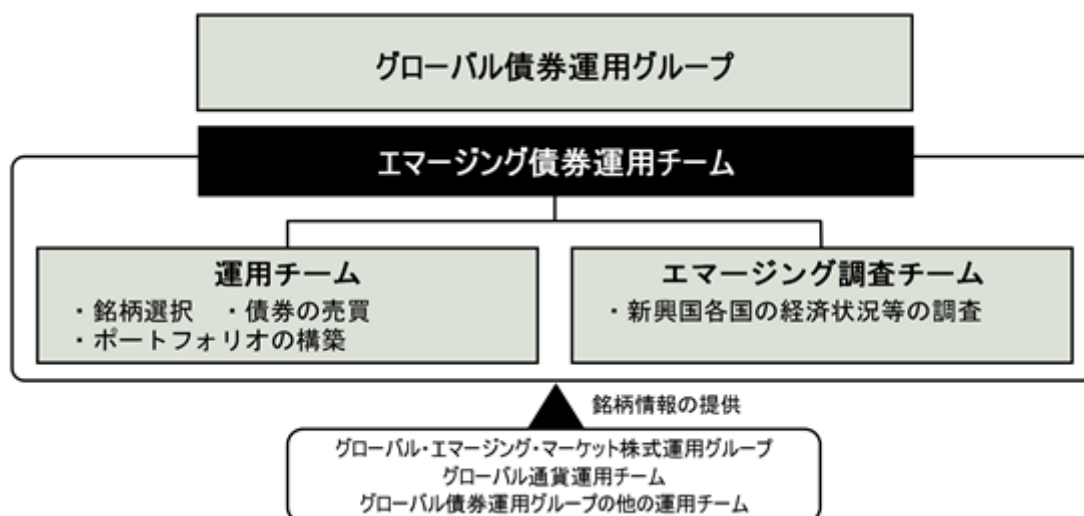 グローバル債券運用グループ
エマージング債券運用チーム
運用チーム
・銘柄選択　・債券の売買
・ポートフォリオの構築
エマージング調査チーム
・新興国各国の経済状況等の調査
銘柄情報の提供
グローバル・エマージング・マーケット株式運用グループ
グローバル通貨運用チーム
グローバル債券運用グループの他の運用チーム